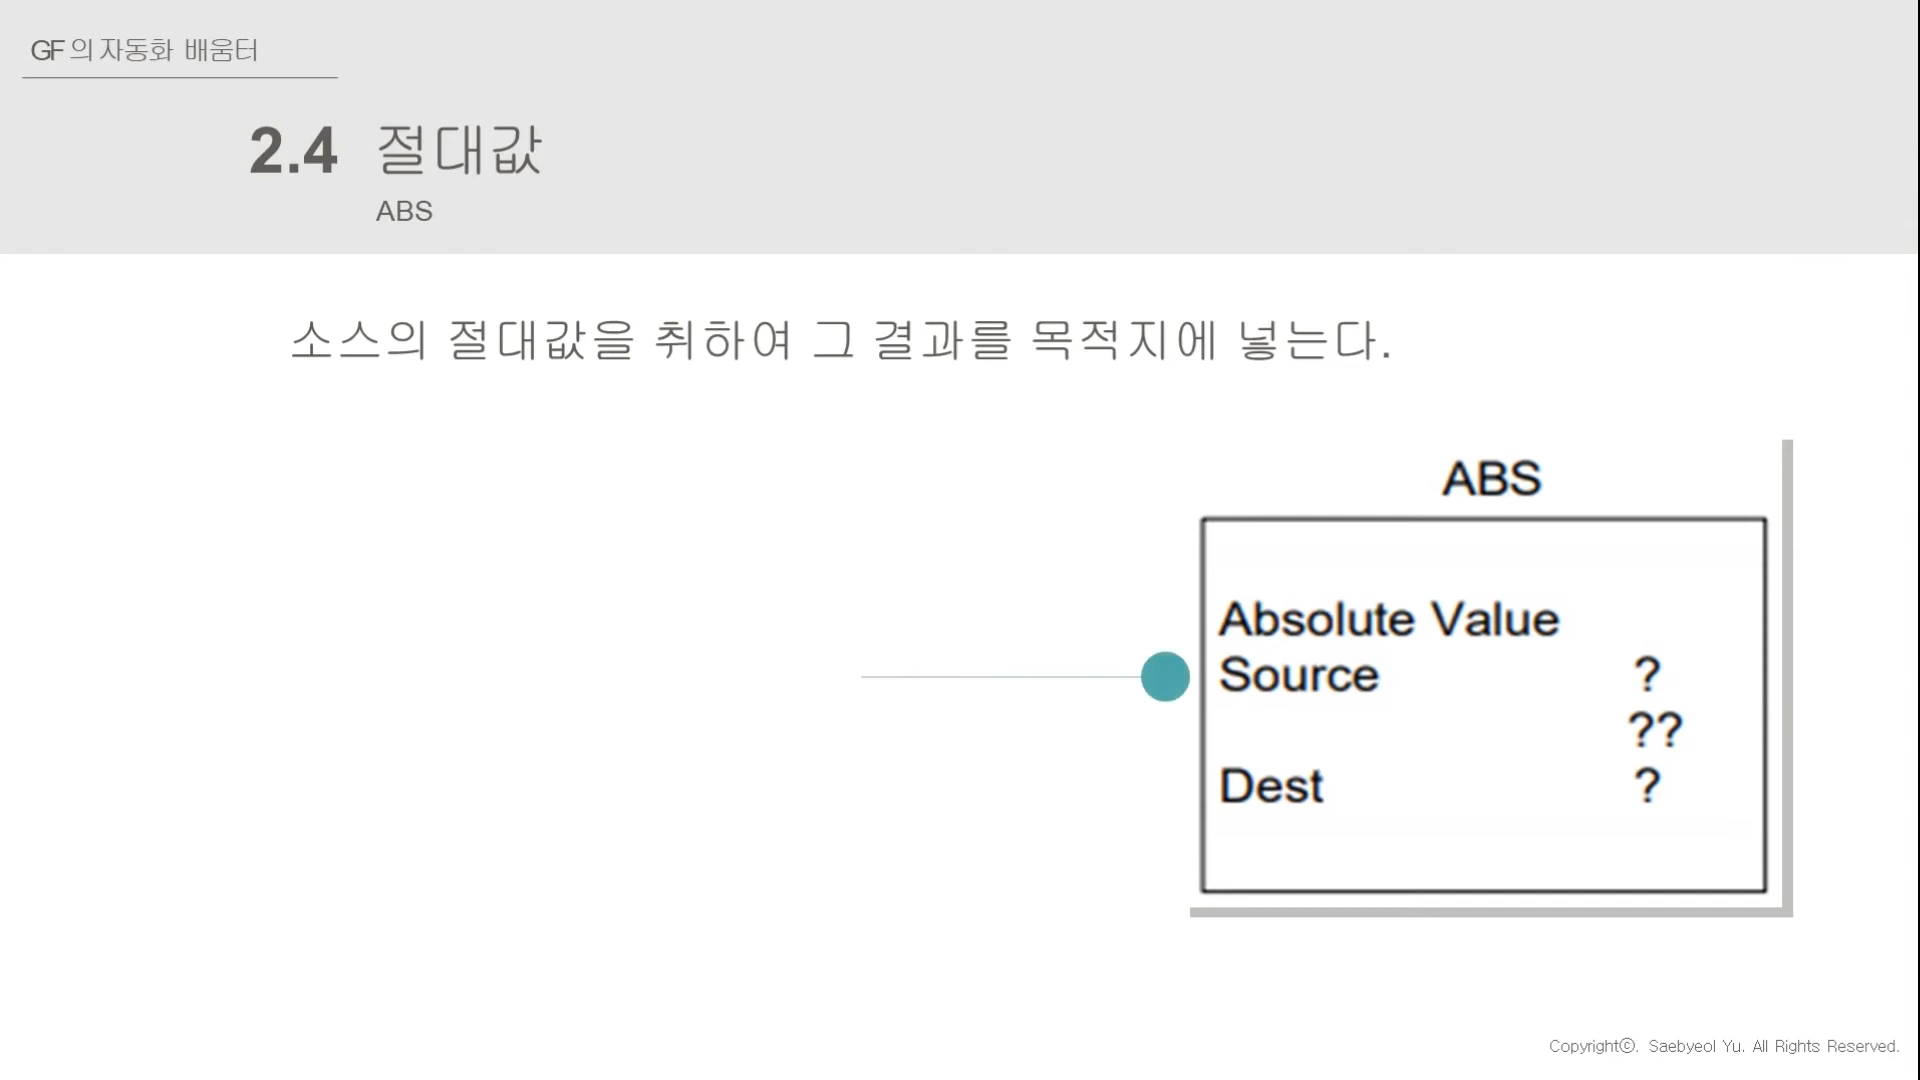 GF의 자동화 배움터
2.4 절대값
ABS
소스의 절대값을 취하여 그 결과를 목적지에 넣는다.
ABS
Absolute Value
Source ?
??
Dest ?
Copyrightⓒ. Saebyeol Yu. All Rights Reserved.